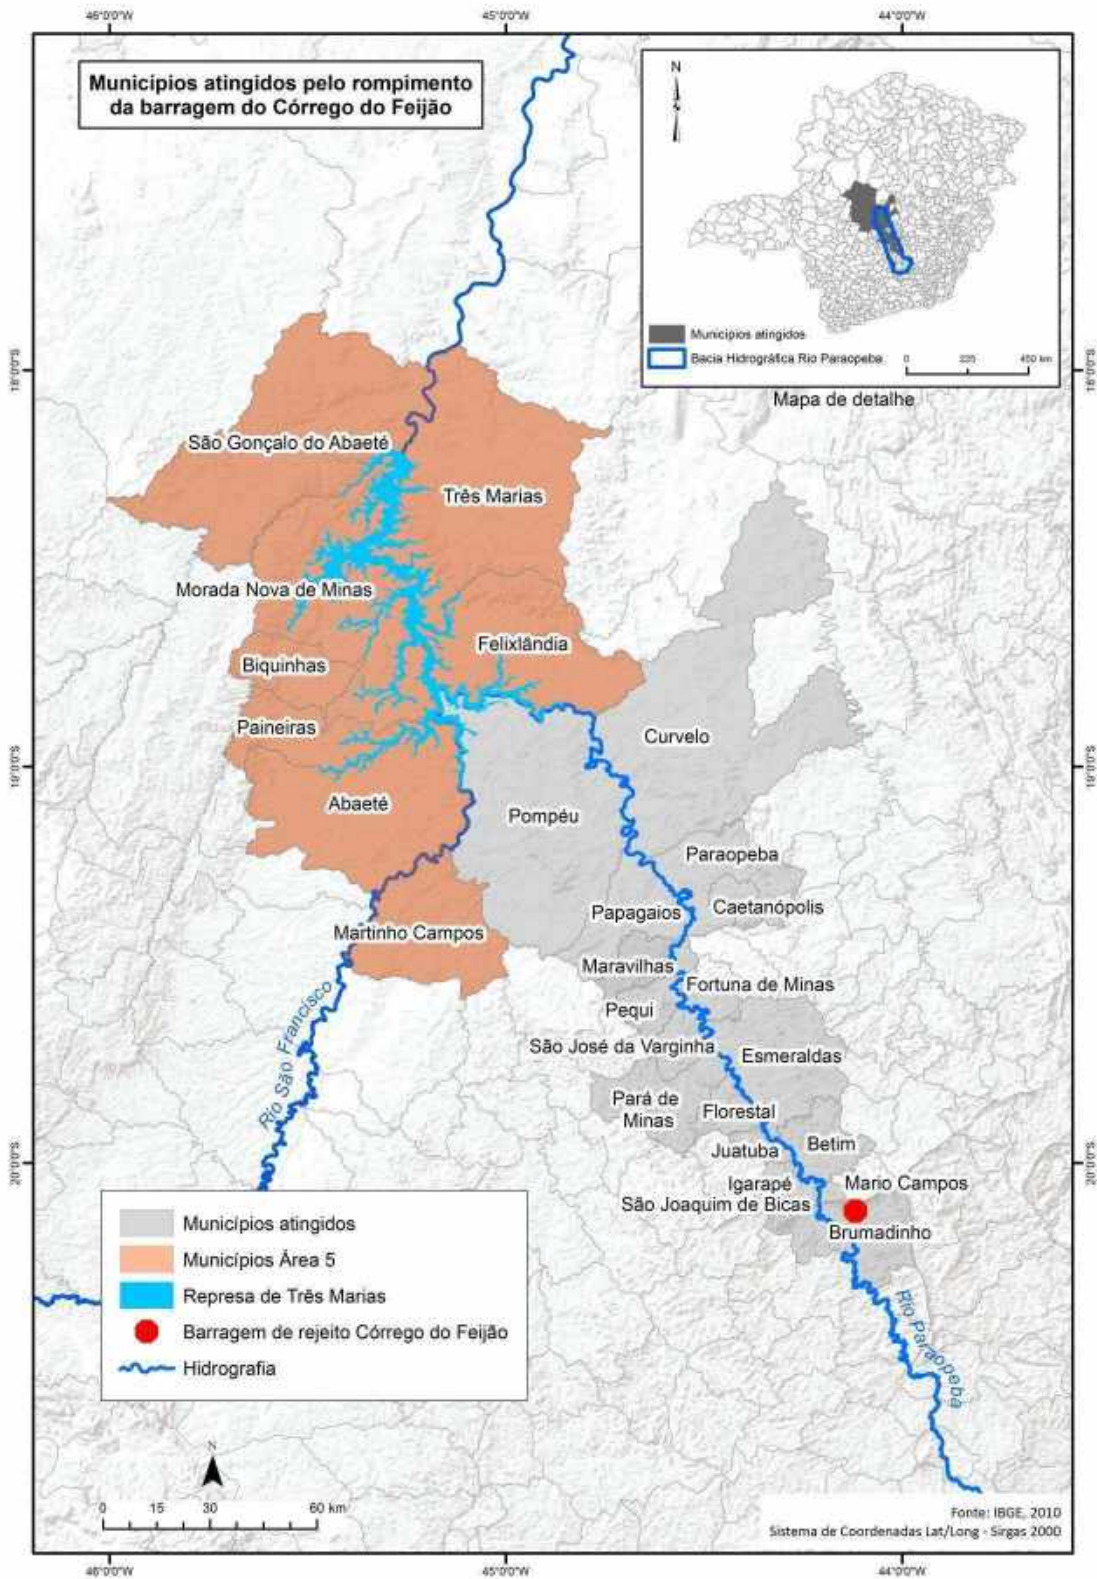 46°0'0"W
45°0'0"W
44°0'0"W
Municípios atingidos pelo rompimento
da barragem do Córrego do Feijão
N
Municípios atingidos
Bacia Hidrográfica Rio Paraopeba
0
225
450 km
Mapa de detalhe
18°0'0"S
18°0'0"S
São Gonçalo do Abaeté
Três Marias
Morada Nova de Minas
Felixlândia
Biquinhas
Paineiras
Curvelo
19°0'0"S
19°0'0"S
Abaeté
Pompéu
Paraopeba
Papagaios
Caetanópolis
Martinho Campos
Maravilhas
Fortuna de Minas
Pequi
Rio São Francisco
São José da Varginha
Esmeraldas
Pará de
Minas
Florestal
Juatuba
Betim
20°0'0"S
20°0'0"S
Igarapé
Mario Campos
São Joaquim de Bicas
Brumadinho
Rio Paraopeba
Municípios atingidos
Municípios Área 5
Represa de Três Marias
Barragem de rejeito Córrego do Feijão
Hidrografia
N
0
15
30
60 km
Fonte: IBGE, 2010
Sistema de Coordenadas Lat/Long - Sirgas 2000
46°0'0"W
45°0'0"W
44°0'0"W